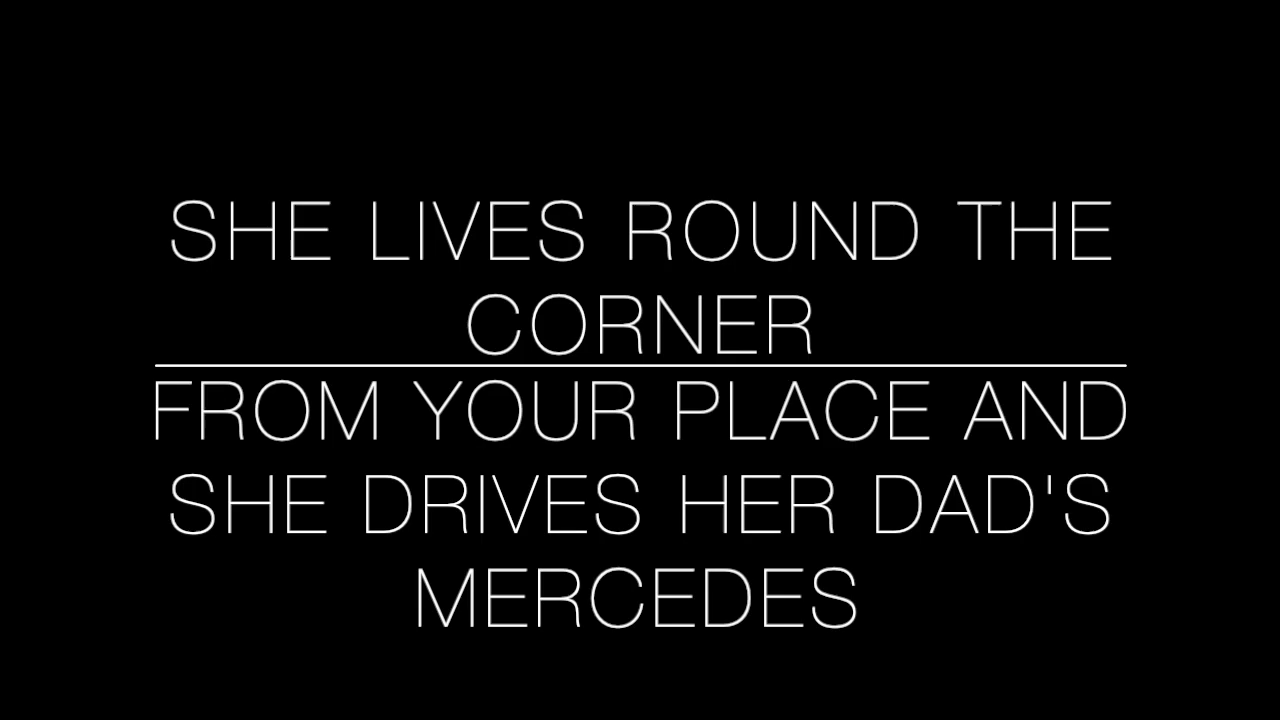 SHE LIVES ROUND THE
CORNER
FROM YOUR PLACE AND
SHE DRIVES HER DAD'S
MERCEDES